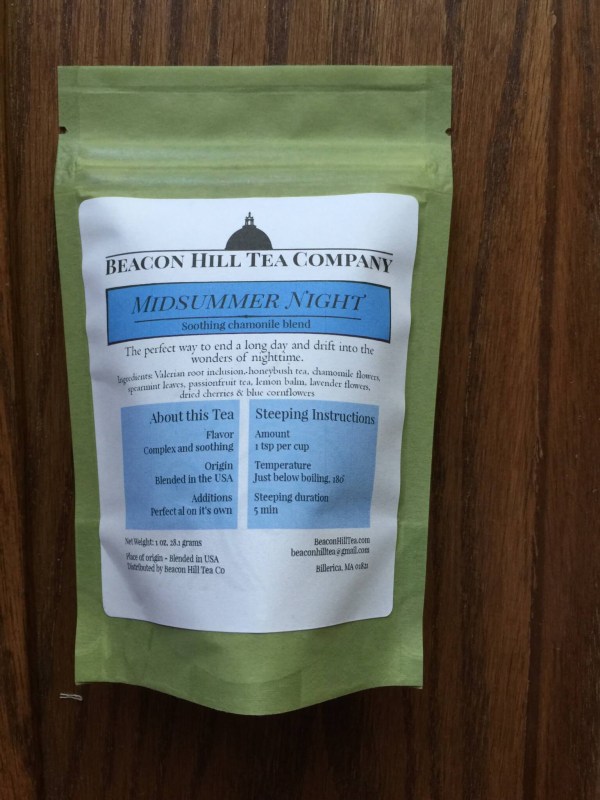 BEACON HILL TEA COMPANY
MIDSUMMER NIGHT
Soothing chamomile blend
The perfect way to end a long day and drift into the
wonders of nighttime.
Ingredients: Valerian root inclusion, honeybush tea, chamomile flowers,
spearmint leaves, passionfruit tea, lemon balm, lavender flowers,
dried cherries & blue cornflowers
About this Tea
Flavor
Complex and soothing
Origin
Blended in the USA
Additions
Perfect al on it's own
Steeping Instructions
Amount
1 tsp per cup
Temperature
Just below boiling, 186°
Steeping duration
5 min
Net Weight: 1 oz, 28.1 grams
Place of origin - Blended in USA
Distributed by Beacon Hill Tea Co
BeaconHillTea.com
beaconhilltea@gmail.com
Billerica, MA 01821